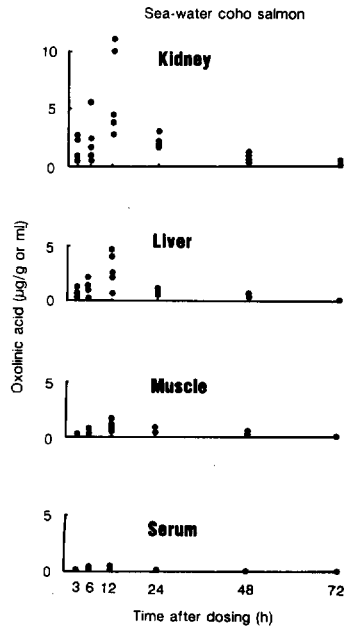 Sea-water coho salmon
Kidney
10
5
0
Liver
5
0
Muscle
5
0
Serum
5
0
3 6 12 24 48 72
Time after dosing (h)
Oxolinic acid (µg/g or ml)